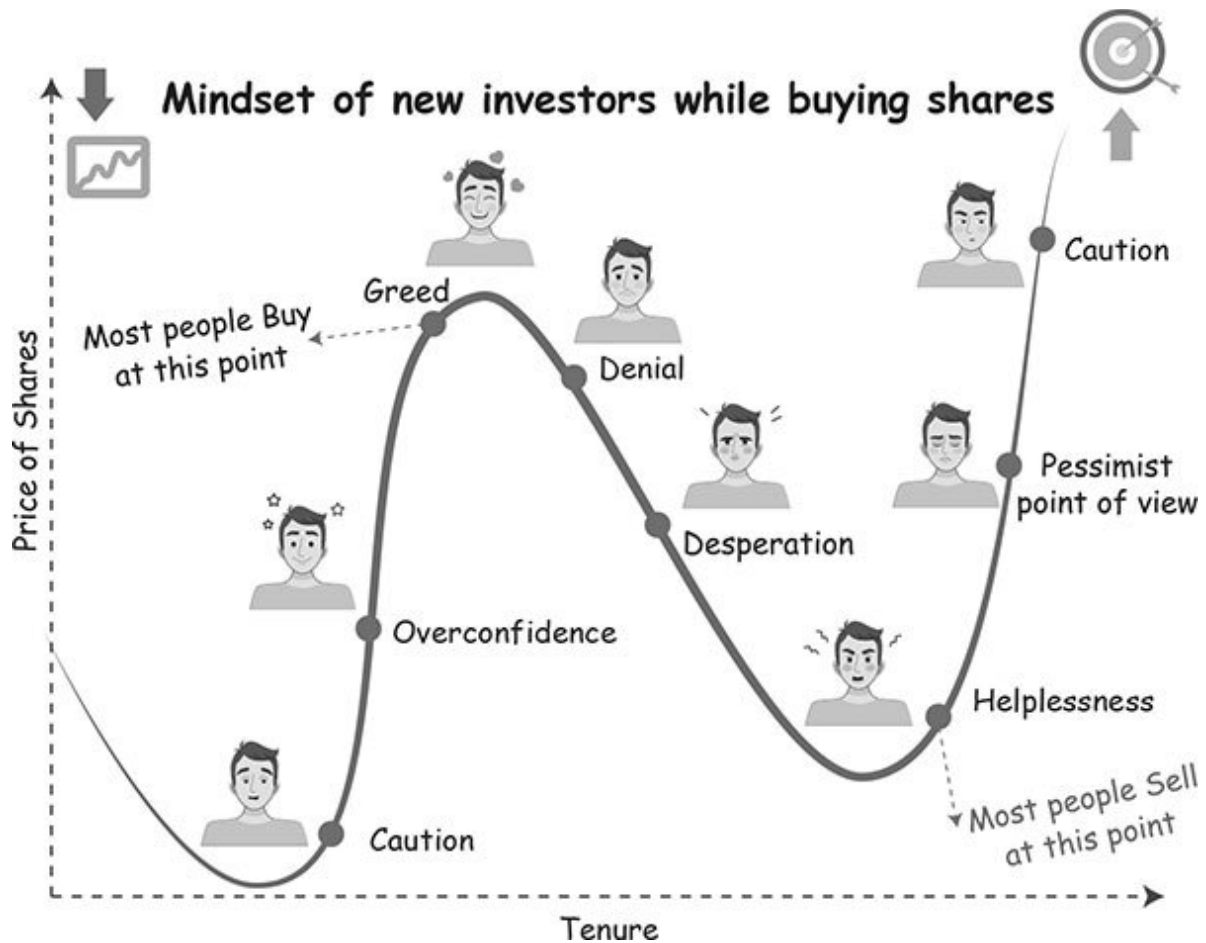 Mindset of new investors while buying shares
Greed
Most people Buy
at this point
Denial
Caution
Pessimist
point of view
Desperation
Overconfidence
Helplessness
Most people Sell
at this point
Caution
Price of Shares
Tenure